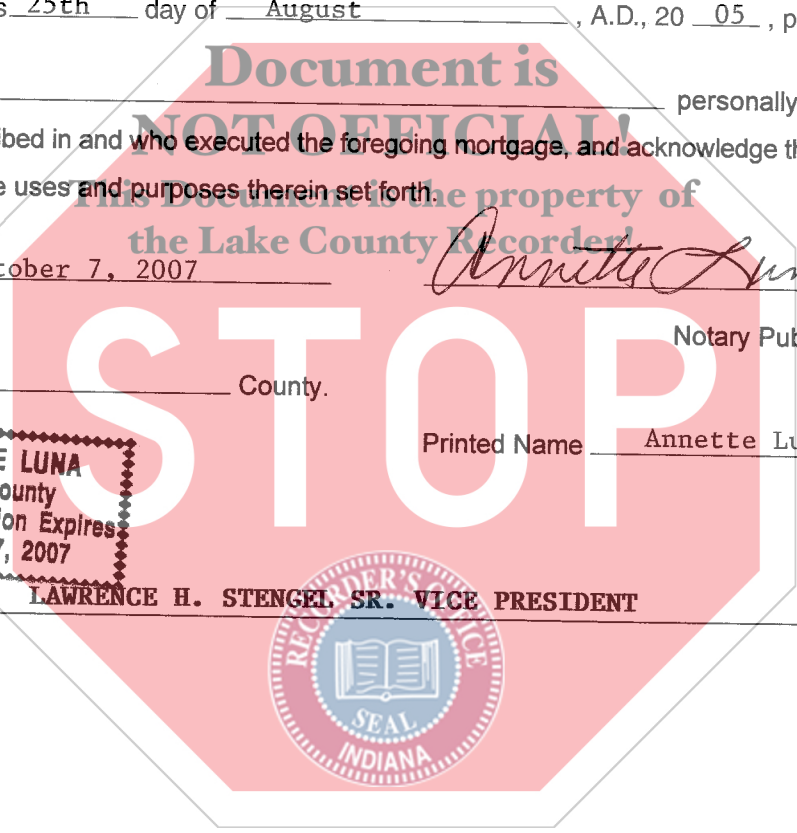 s 25th day of August , A.D., 20 05 , p
Document is
personally
NOT OFFICIAL!
ibed in and who executed the foregoing mortgage, and acknowledge th
e uses and purposes therein set forth.
This Document is the property of
the Lake County Recorder!
tober 7, 2007
Annette Lun
STOP
Notary Pub
County.
Printed Name Annette Lu
E LUNA
ounty
on Expires
7, 2007
LAWRENCE H. STENGEL SR. VICE PRESIDENT
RECORDER'S OFFICE
SEAL
INDIANA